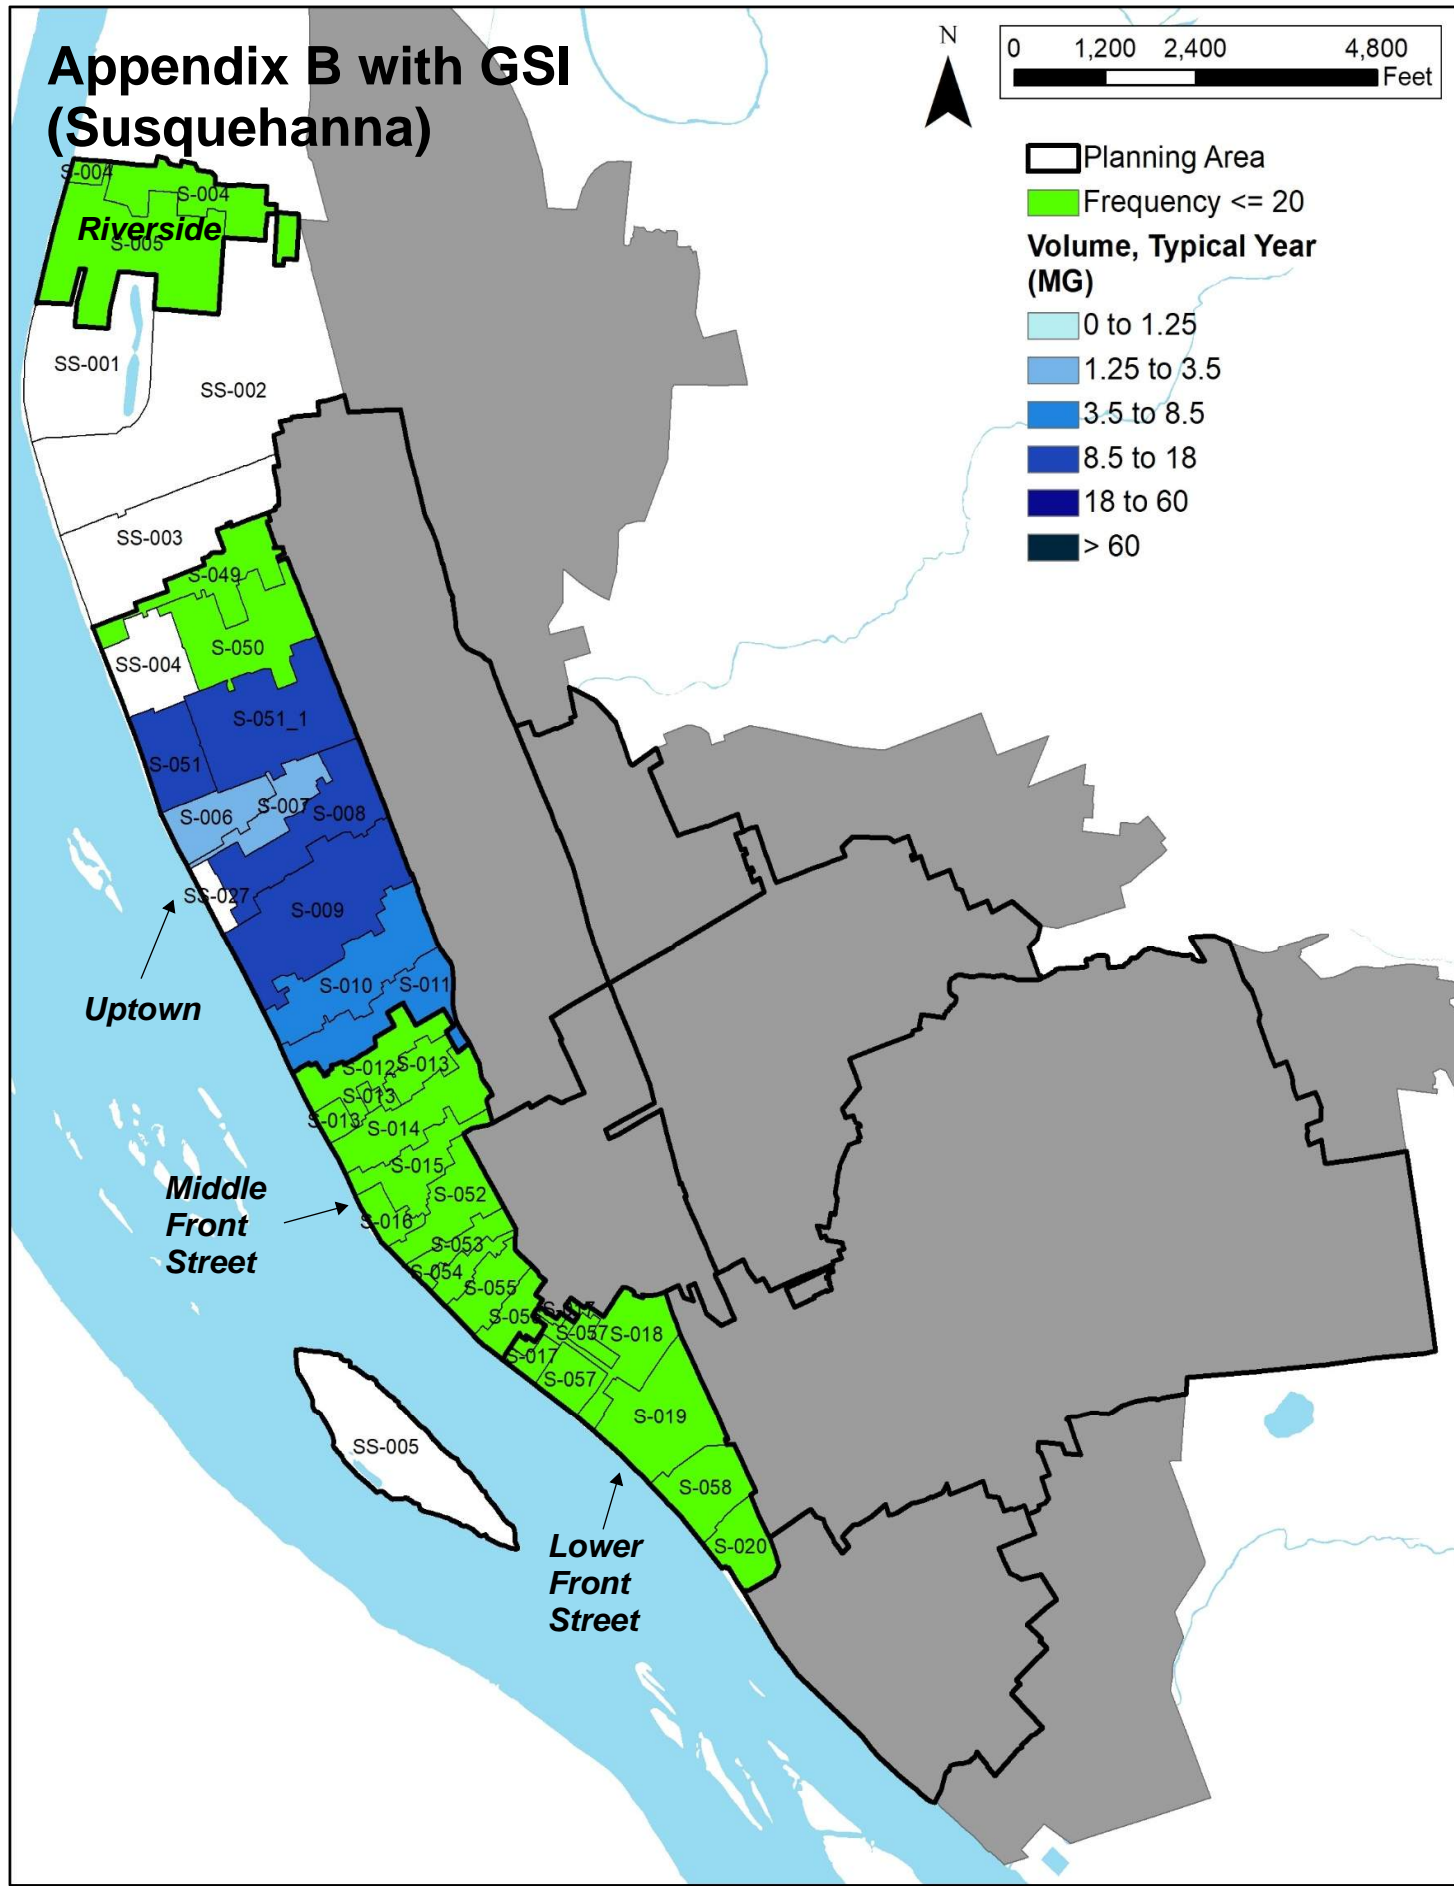 Appendix B with GSI
(Susquehanna)
N
0 1,200 2,400 4,800
Feet
Planning Area
Frequency <= 20
Volume, Typical Year
(MG)
0 to 1.25
1.25 to 3.5
3.5 to 8.5
8.5 to 18
18 to 60
> 60
S-004
S-004
Riverside
S-005
SS-001
SS-002
SS-003
S-049
S-050
SS-004
S-051_1
S-051
S-006
S-007
S-008
SS-027
S-009
S-010
S-011
Uptown
S-012
S-013
S-013
S-013
S-014
S-015
S-052
S-016
Middle
Front
Street
S-053
S-054
S-055
S-056
S-017
S-057
S-018
S-017
S-057
S-019
SS-005
S-058
S-020
Lower
Front
Street